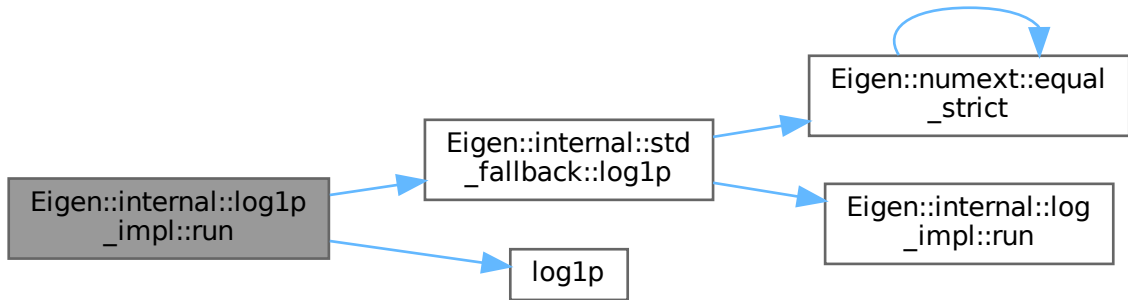 Eigen::internal::log1p
_impl::run
Eigen::internal::std
_fallback::log1p
log1p
Eigen::numext::equal
_strict
Eigen::internal::log
_impl::run